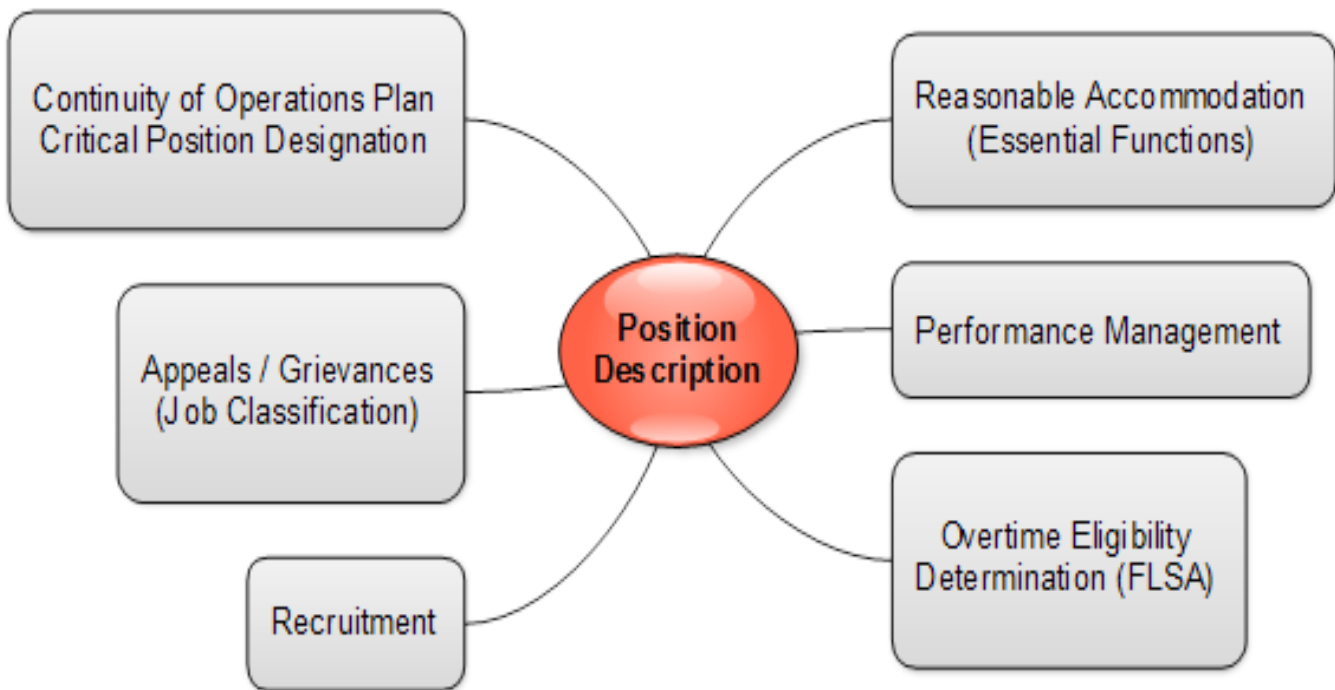 Continuity of Operations Plan
Critical Position Designation
Reasonable Accommodation
(Essential Functions)
Position
Description
Performance Management
Appeals / Grievances
(Job Classification)
Overtime Eligibility
Determination (FLSA)
Recruitment